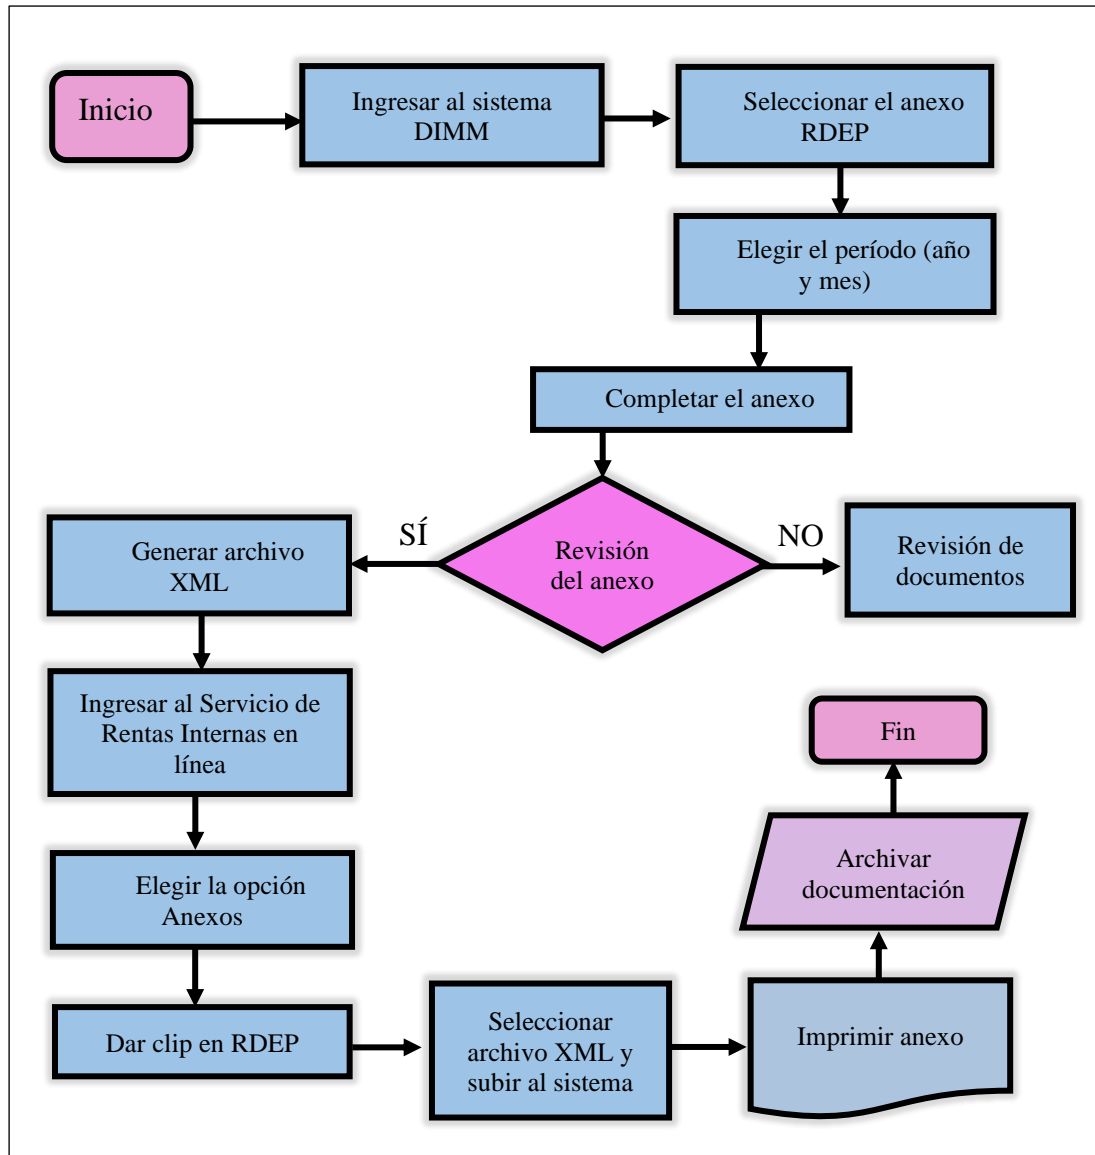 Inicio
Ingresar al sistema
DIMM
Seleccionar el anexo
RDEP
Elegir el período (año
y mes)
Completar el anexo
Revisión
del anexo
SÍ
NO
Generar archivo
XML
Revisión de
documentos
Ingresar al Servicio de
Rentas Internas en
línea
Elegir la opción
Anexos
Dar clip en RDEP
Seleccionar
archivo XML y
subir al sistema
Imprimir anexo
Archivar
documentación
Fin